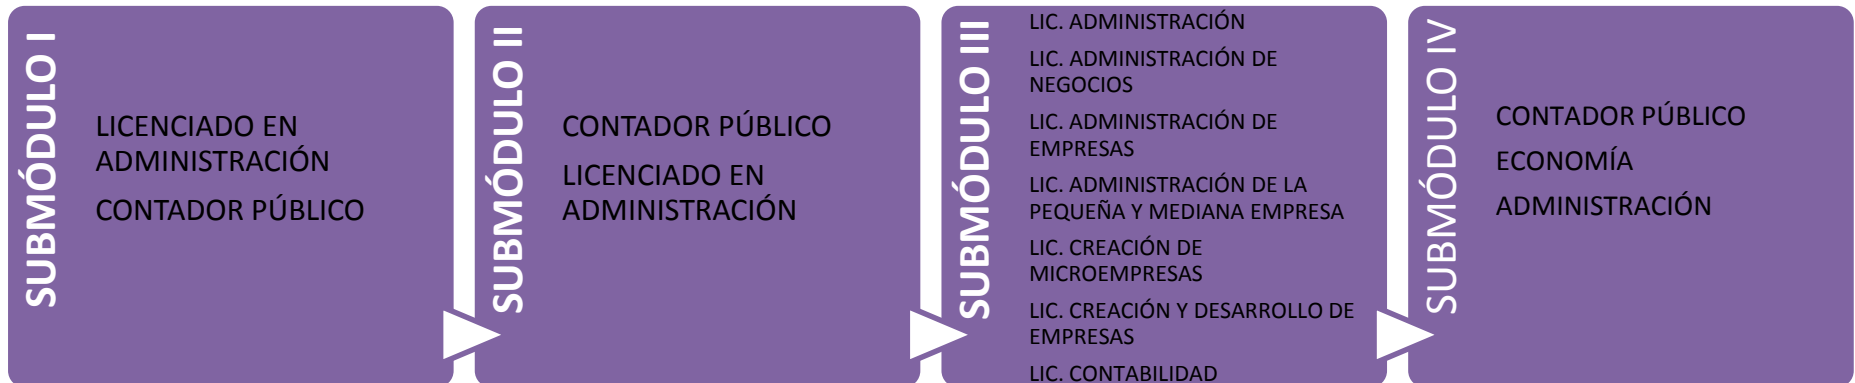 SUBMÓDULO I
LICENCIADO EN
ADMINISTRACIÓN
CONTADOR PÚBLICO
SUBMÓDULO II
CONTADOR PÚBLICO
LICENCIADO EN
ADMINISTRACIÓN
SUBMÓDULO III
LIC. ADMINISTRACIÓN
LIC. ADMINISTRACIÓN DE
NEGOCIOS
LIC. ADMINISTRACIÓN DE
EMPRESAS
LIC. ADMINISTRACIÓN DE LA
PEQUEÑA Y MEDIANA EMPRESA
LIC. CREACIÓN DE
MICROEMPRESAS
LIC. CREACIÓN Y DESARROLLO DE
EMPRESAS
LIC. CONTABILIDAD
SUBMÓDULO IV
CONTADOR PÚBLICO
ECONOMÍA
ADMINISTRACIÓN